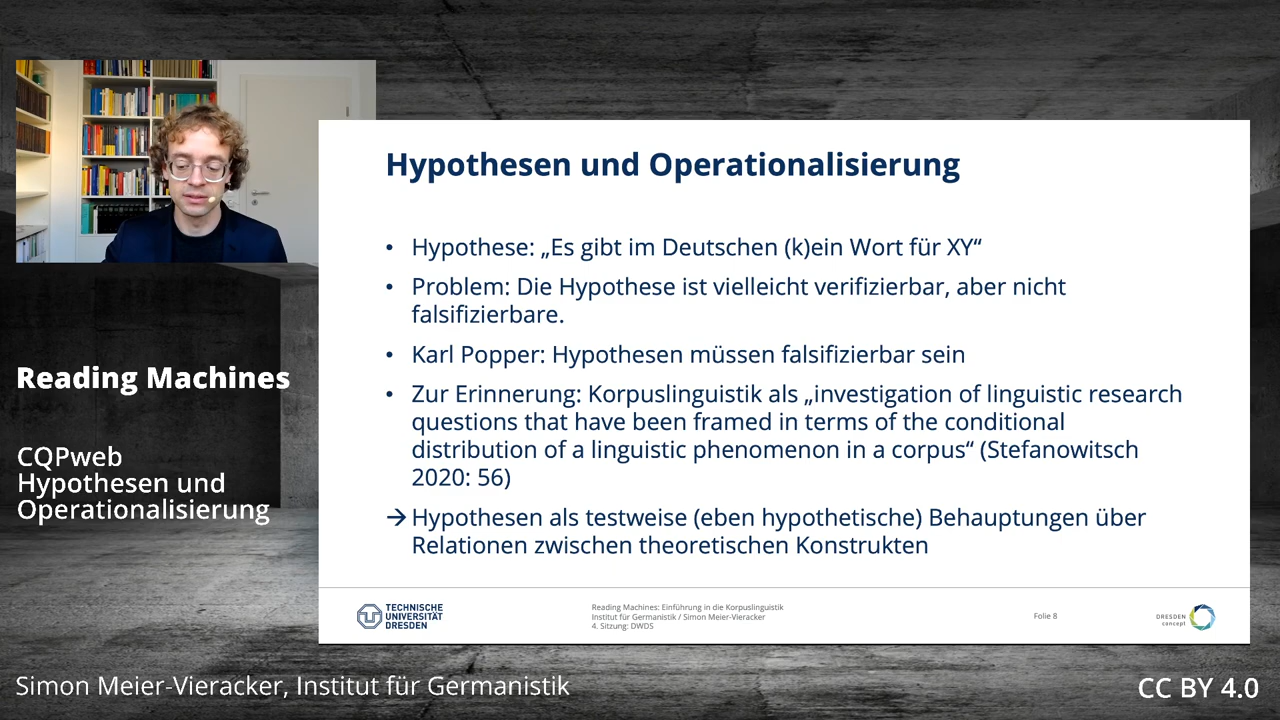 Hypothesen und Operationalisierung
• Hypothese: „Es gibt im Deutschen (k)ein Wort für XY“
• Problem: Die Hypothese ist vielleicht verifizierbar, aber nicht
falsifizierbare.
• Karl Popper: Hypothesen müssen falsifizierbar sein
• Zur Erinnerung: Korpuslinguistik als „investigation of linguistic research
questions that have been framed in terms of the conditional
distribution of a linguistic phenomenon in a corpus“ (Stefanowitsch
2020: 56)
→ Hypothesen als testweise (eben hypothetische) Behauptungen über
Relationen zwischen theoretischen Konstrukten
TECHNISCHE
UNIVERSITÄT
DRESDEN
Reading Machines: Einführung in die Korpuslinguistik
Institut für Germanistik / Simon Meier-Vieracker
4. Sitzung: DWDS
Folie 8
DRESDEN
concept
Reading Machines
CQPweb
Hypothesen und
Operationalisierung
Simon Meier-Vieracker, Institut für Germanistik
CC BY 4.0